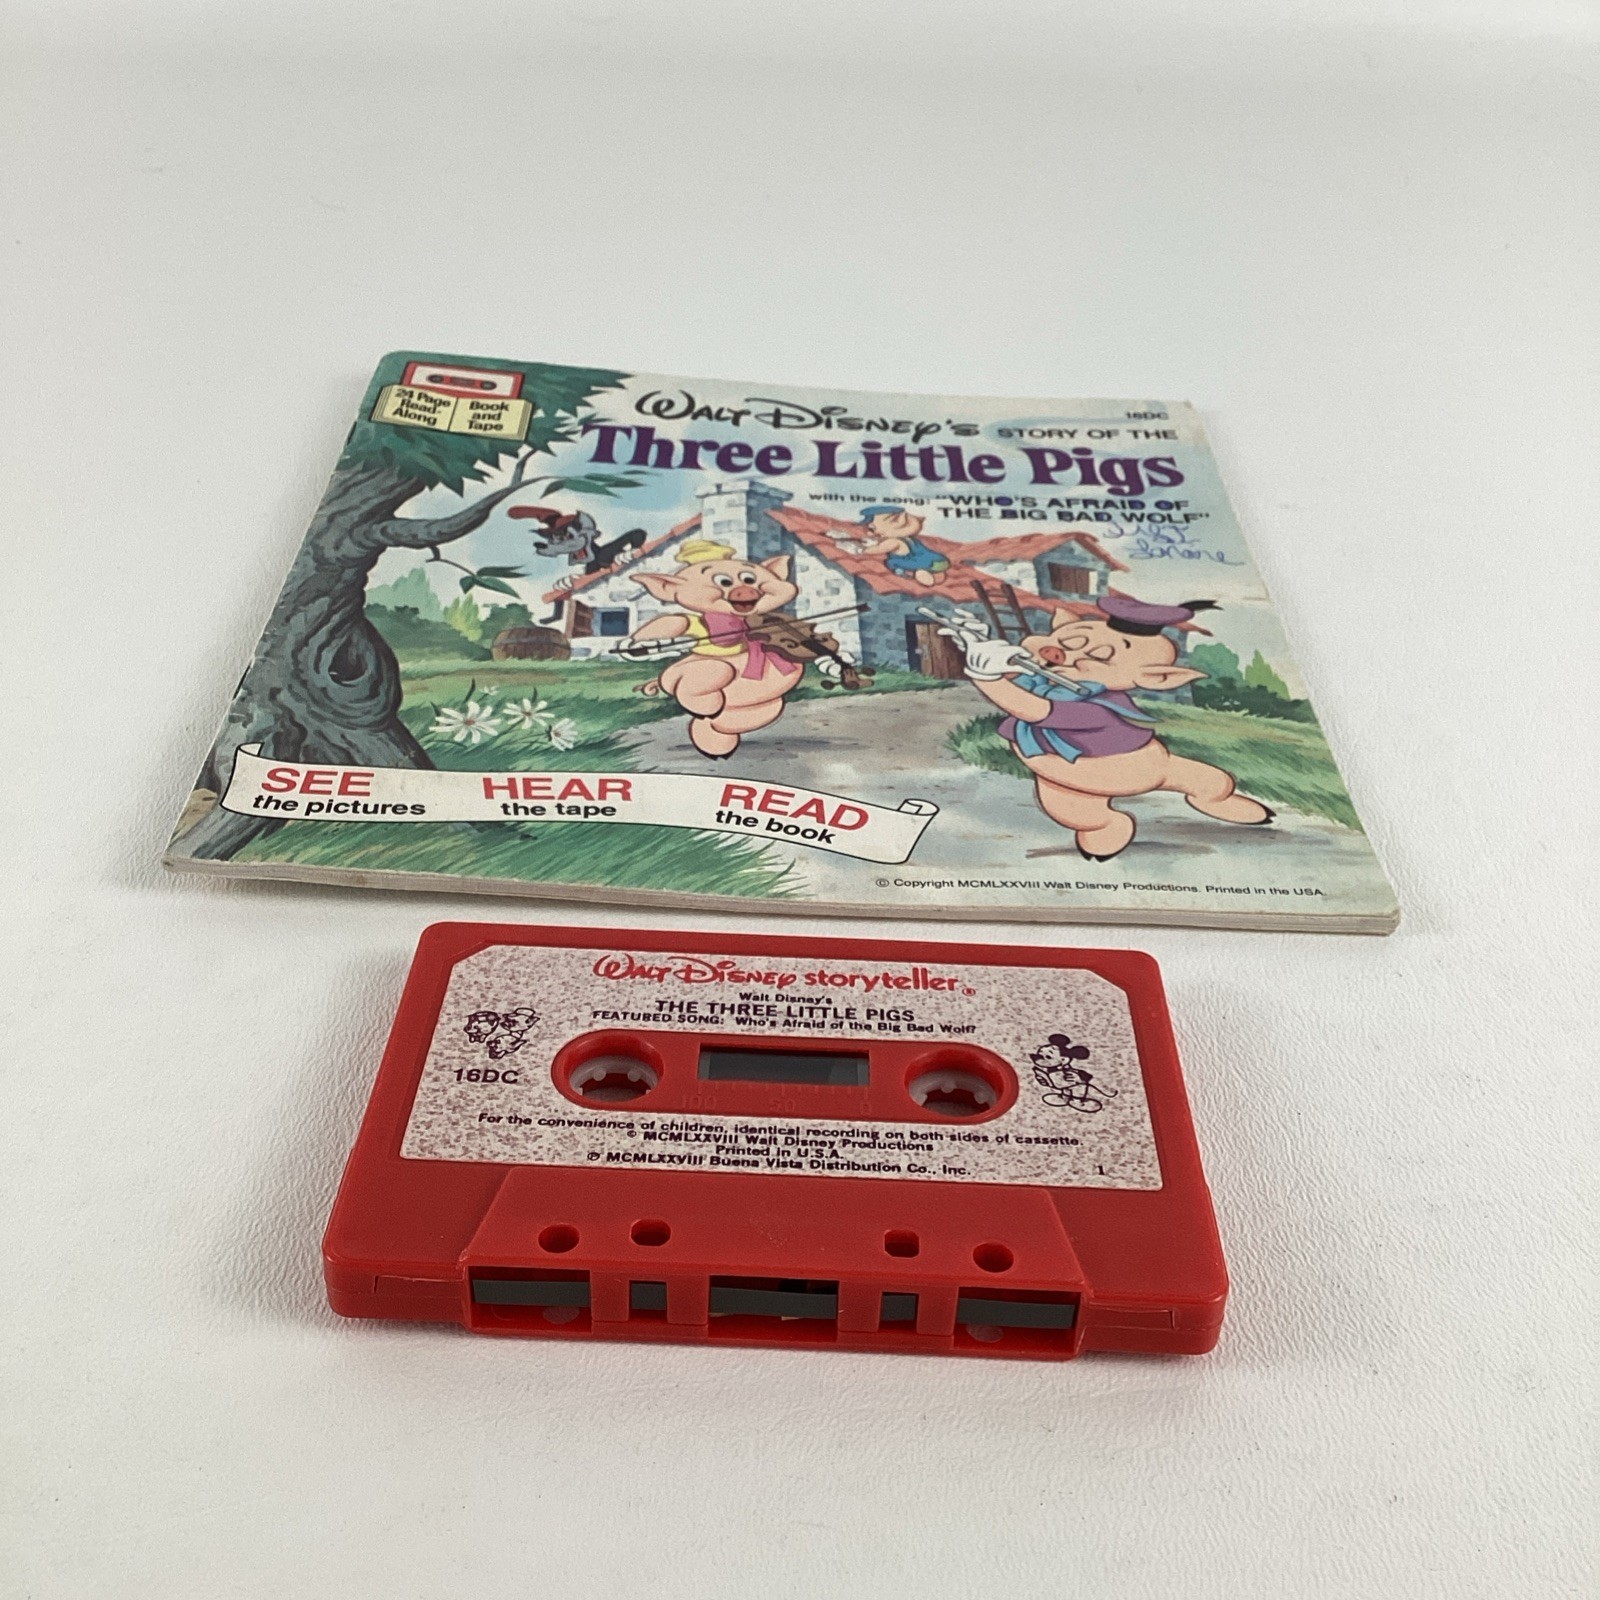 24 Page
Read-
Along
Book
and
Tape
16DC
WALT DISNEY'S STORY OF THE
Three Little Pigs
with the song: "WHO'S AFRAID OF
THE BIG BAD WOLF"
SEE
the pictures
HEAR
the tape
READ
the book
© Copyright MCMLXXVIII Walt Disney Productions. Printed in the USA.
WALT DISNEY storyteller®
Walt Disney's
THE THREE LITTLE PIGS
FEATURED SONG: Who's Afraid of the Big Bad Wolf?
16DC
100 50 0
For the convenience of children, identical recording on both sides of cassette.
© MCMLXXVIII Walt Disney Productions
Printed in U.S.A.
℗ MCMLXXVIII Buena Vista Distribution Co., Inc.
1